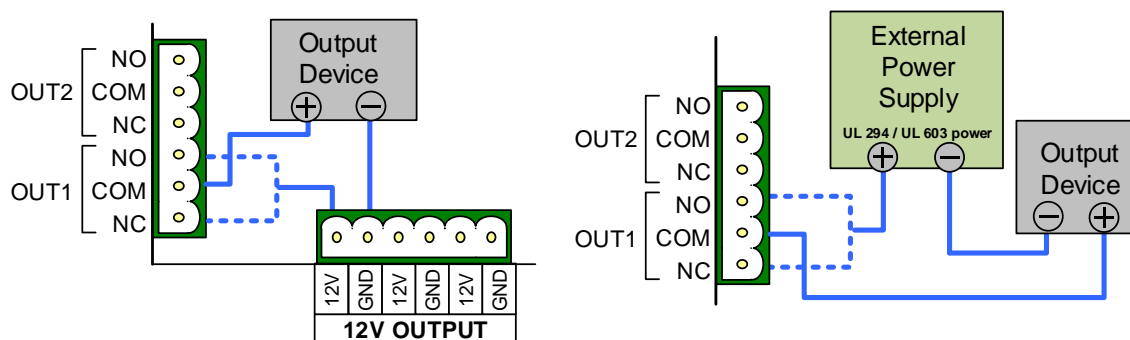 Output
Device
+ −
OUT2
NO
COM
NC
OUT1
NO
COM
NC
12V GND 12V GND 12V GND
12V OUTPUT
External
Power
Supply
UL 294 / UL 603 power
+ −
Output
Device
− +
OUT2
NO
COM
NC
OUT1
NO
COM
NC